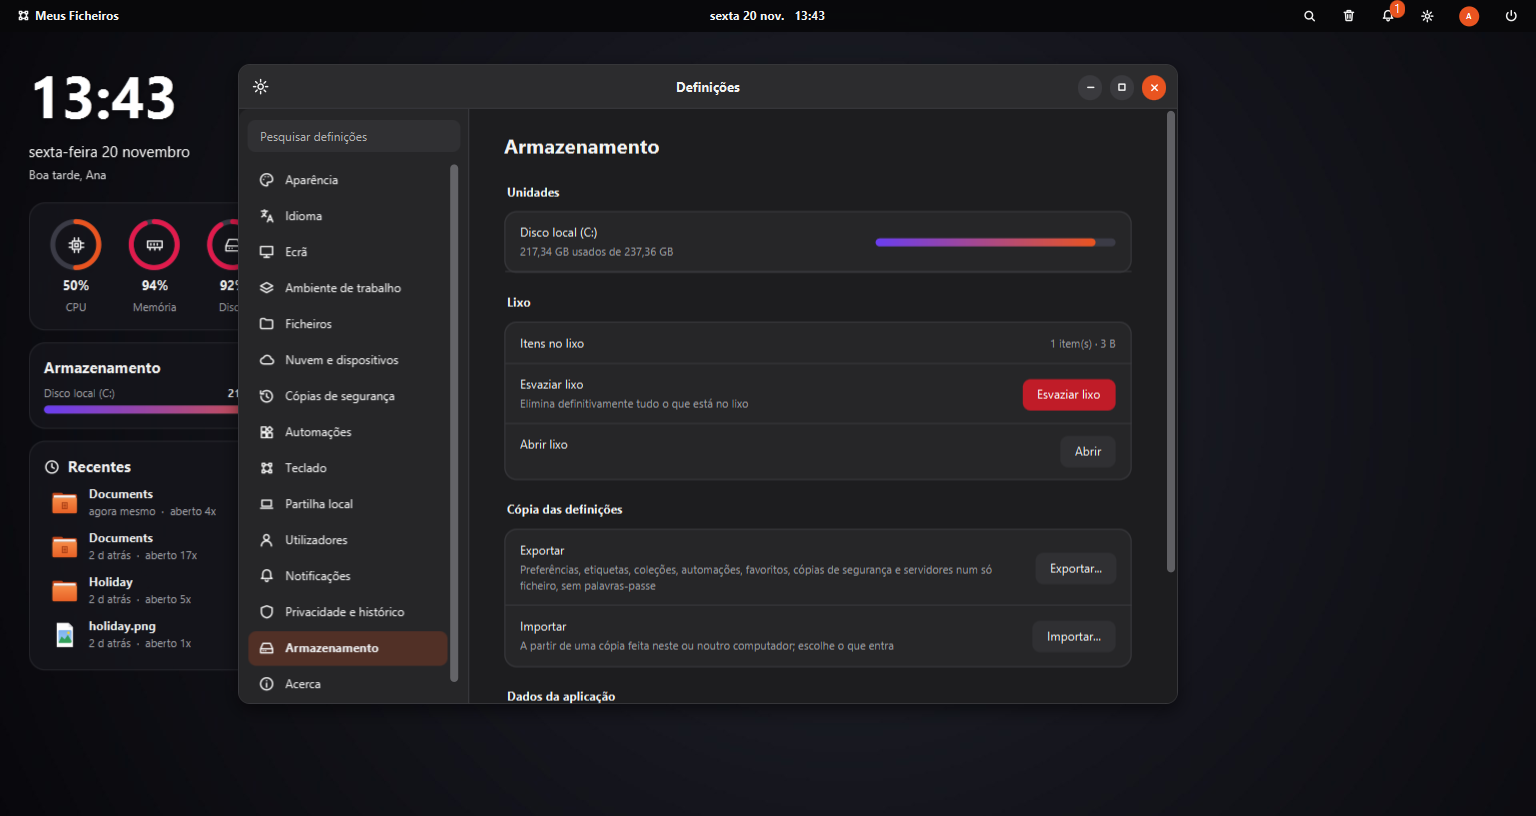 Meus Ficheiros
sexta 20 nov. 13:43
1
A
13:43
sexta-feira 20 novembro
Boa tarde, Ana
50%
CPU
94%
Memória
92%
Disc
Armazenamento
Disco local (C:) 21
Recentes
Documents
agora mesmo · aberto 4x
Documents
2 d atrás · aberto 17x
Holiday
2 d atrás · aberto 5x
holiday.png
2 d atrás · aberto 1x
Definições
Pesquisar definições
Aparência
Idioma
Ecrã
Ambiente de trabalho
Ficheiros
Nuvem e dispositivos
Cópias de segurança
Automações
Teclado
Partilha local
Utilizadores
Notificações
Privacidade e histórico
Armazenamento
Acerca
Armazenamento
Unidades
Disco local (C:)
217,34 GB usados de 237,36 GB
Lixo
Itens no lixo
1 item(s) · 3 B
Esvaziar lixo
Elimina definitivamente tudo o que está no lixo
Esvaziar lixo
Abrir lixo
Abrir
Cópia das definições
Exportar
Preferências, etiquetas, coleções, automações, favoritos, cópias de segurança e servidores num só
ficheiro, sem palavras-passe
Exportar...
Importar
A partir de uma cópia feita neste ou noutro computador; escolhe o que entra
Importar...
Dados da aplicação